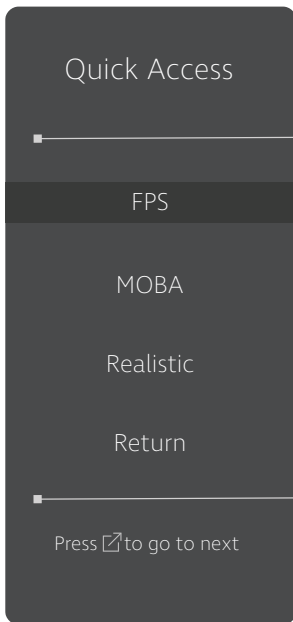 Quick Access
FPS
MOBA
Realistic
Return
Press to go to next